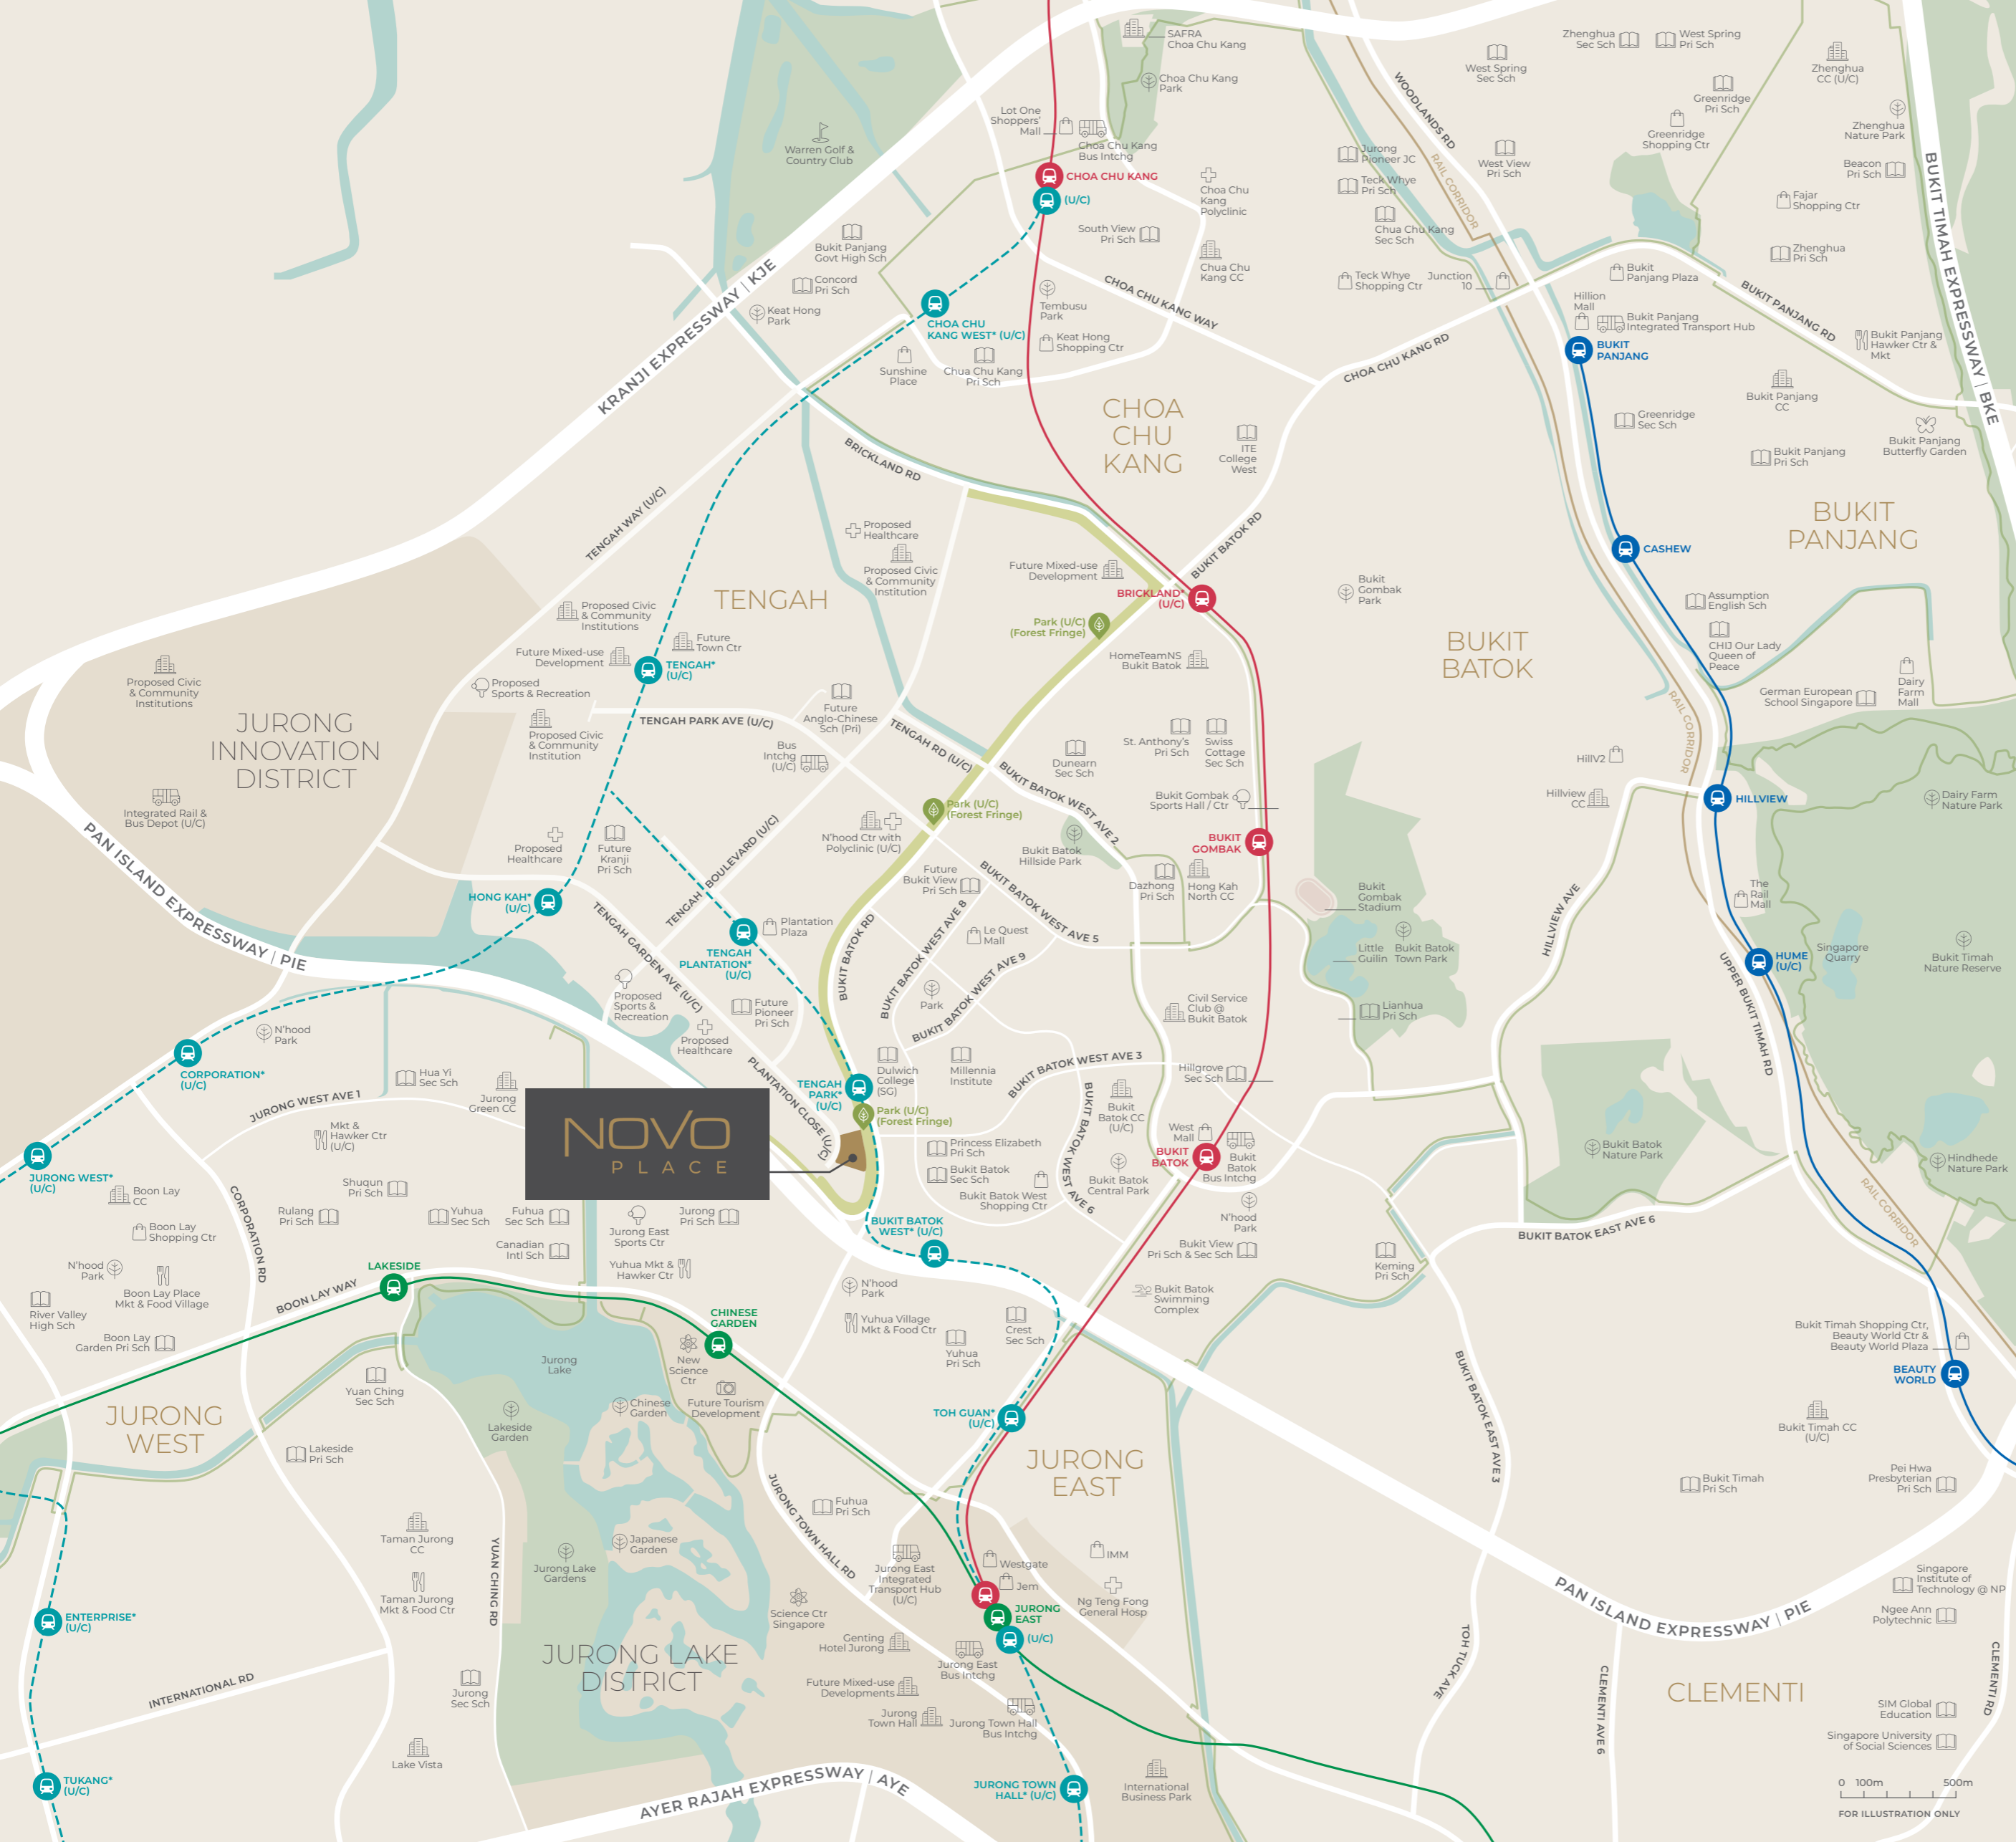 SAFRA
Choa Chu Kang
Choa Chu Kang
Park
Lot One
Shoppers'
Mall
Choa Chu Kang
Bus Intchg
CHOA CHU KANG
(U/C)
Warren Golf &
Country Club
Bukit Panjang
Govt High Sch
Concord
Pri Sch
Keat Hong
Park
KRANJI EXPRESSWAY | KJE
CHOA CHU
KANG WEST* (U/C)
Sunshine
Place
Chua Chu Kang
Pri Sch
South View
Pri Sch
Choa Chu
Kang
Polyclinic
Chua Chu
Kang CC
Tembusu
Park
Keat Hong
Shopping Ctr
CHOA CHU KANG WAY
CHOA CHU KANG RD
CHOA
CHU
KANG
ITE
College
West
WOODLANDS RD
RAIL CORRIDOR
Jurong
Pioneer JC
Teck Whye
Pri Sch
Chua Chu Kang
Sec Sch
Teck Whye
Shopping Ctr
Junction
10
West Spring
Sec Sch
Zhenghua
Sec Sch
West Spring
Pri Sch
Greenridge
Pri Sch
Greenridge
Shopping Ctr
Zhenghua
CC (U/C)
Zhenghua
Nature Park
West View
Pri Sch
Beacon
Pri Sch
Fajar
Shopping Ctr
Zhenghua
Pri Sch
BUKIT TIMAH EXPRESSWAY | BKE
Bukit
Panjang Plaza
Hillion
Mall
Bukit Panjang
Integrated Transport Hub
BUKIT PANJANG RD
Bukit Panjang
Hawker Ctr &
Mkt
BUKIT
PANJANG
Bukit Panjang
CC
Greenridge
Sec Sch
Bukit Panjang
Pri Sch
Bukit Panjang
Butterfly Garden
BUKIT
PANJANG
CASHEW
BRICKLAND RD
TENGAH WAY (U/C)
Proposed
Healthcare
Proposed Civic
& Community
Institution
Future Mixed-use
Development
BRICKLAND*
(U/C)
BUKIT BATOK RD
Park (U/C)
(Forest Fringe)
HomeTeamNS
Bukit Batok
Bukit
Gombak
Park
BUKIT
BATOK
Assumption
English Sch
CHIJ Our Lady
Queen of
Peace
German European
School Singapore
Dairy
Farm
Mall
TENGAH
Proposed Civic
& Community
Institutions
Future Mixed-use
Development
Future
Town Ctr
TENGAH*
(U/C)
Proposed
Sports & Recreation
Proposed Civic
& Community
Institution
Proposed Civic
& Community
Institutions
JURONG
INNOVATION
DISTRICT
Integrated Rail &
Bus Depot (U/C)
TENGAH PARK AVE (U/C)
Future
Anglo-Chinese
Sch (Pri)
Bus
Intchg
(U/C)
TENGAH RD (U/C)
BUKIT BATOK WEST AVE 2
Dunearn
Sec Sch
St. Anthony's
Pri Sch
Swiss
Cottage
Sec Sch
Bukit Gombak
Sports Hall / Ctr
RAIL CORRIDOR
HillV2
Hillview
CC
HILLVIEW
Dairy Farm
Nature Park
Park (U/C)
(Forest Fringe)
N'hood Ctr with
Polyclinic (U/C)
Bukit Batok
Hillside Park
BUKIT
GOMBAK
Proposed
Healthcare
Future
Kranji
Pri Sch
TENGAH BOULEVARD (U/C)
Future
Bukit View
Pri Sch
BUKIT BATOK WEST AVE 5
Dazhong
Pri Sch
Hong Kah
North CC
Bukit
Gombak
Stadium
Little
Guilin
Bukit Batok
Town Park
HILLVIEW AVE
The
Rail
Mall
PAN ISLAND EXPRESSWAY | PIE
HONG KAH*
(U/C)
TENGAH GARDEN AVE (U/C)
Plantation
Plaza
TENGAH
PLANTATION*
(U/C)
BUKIT BATOK RD
BUKIT BATOK WEST AVE 8
Le Quest
Mall
BUKIT BATOK WEST AVE 9
Park
HUME
(U/C)
Singapore
Quarry
Bukit Timah
Nature Reserve
UPPER BUKIT TIMAH RD
Proposed
Sports &
Recreation
Future
Pioneer
Pri Sch
Proposed
Healthcare
Civil Service
Club @
Bukit Batok
Lianhua
Pri Sch
N'hood
Park
CORPORATION*
(U/C)
Hua Yi
Sec Sch
Jurong
Green CC
JURONG WEST AVE 1
Mkt &
Hawker Ctr
(U/C)
PLANTATION CLOSE (U/C)
TENGAH
PARK*
(U/C)
Dulwich
College
(SG)
Millennia
Institute
BUKIT BATOK WEST AVE 3
Hillgrove
Sec Sch
Park (U/C)
(Forest Fringe)
BUKIT BATOK WEST AVE 6
Bukit
Batok CC
(U/C)
West
Mall
BUKIT
BATOK
Bukit
Batok
Bus Intchg
NOVO
PLACE
Princess Elizabeth
Pri Sch
Bukit Batok
Sec Sch
Bukit Batok West
Shopping Ctr
Bukit Batok
Central Park
Bukit Batok
Nature Park
Hindhede
Nature Park
RAIL CORRIDOR
JURONG WEST*
(U/C)
Boon Lay
CC
Boon Lay
Shopping Ctr
CORPORATION RD
Shuqun
Pri Sch
Rulang
Pri Sch
Yuhua
Sec Sch
Fuhua
Sec Sch
Canadian
Intl Sch
Jurong East
Sports Ctr
Jurong
Pri Sch
Yuhua Mkt &
Hawker Ctr
BUKIT BATOK
WEST* (U/C)
N'hood
Park
Bukit View
Pri Sch & Sec Sch
Keming
Pri Sch
BUKIT BATOK EAST AVE 6
N'hood
Park
Boon Lay Place
Mkt & Food Village
River Valley
High Sch
Boon Lay
Garden Pri Sch
BOON LAY WAY
LAKESIDE
CHINESE
GARDEN
N'hood
Park
Yuhua Village
Mkt & Food Ctr
Yuhua
Pri Sch
Crest
Sec Sch
Bukit Batok
Swimming
Complex
Bukit Timah Shopping Ctr,
Beauty World Ctr &
Beauty World Plaza
BEAUTY
WORLD
BUKIT BATOK EAST AVE 3
Jurong
Lake
New
Science
Ctr
Future Tourism
Development
Chinese
Garden
Lakeside
Garden
Yuan Ching
Sec Sch
JURONG
WEST
Lakeside
Pri Sch
TOH GUAN*
(U/C)
JURONG
EAST
Bukit Timah CC
(U/C)
Bukit Timah
Pri Sch
Pei Hwa
Presbyterian
Pri Sch
Taman Jurong
CC
Taman Jurong
Mkt & Food Ctr
YUAN CHING RD
Japanese
Garden
Jurong Lake
Gardens
JURONG TOWN HALL RD
Fuhua
Pri Sch
Jurong East
Integrated
Transport Hub
(U/C)
Westgate
Jem
IMM
Ng Teng Fong
General Hosp
JURONG
EAST
(U/C)
PAN ISLAND EXPRESSWAY | PIE
Singapore
Institute of
Technology @ NP
Ngee Ann
Polytechnic
ENTERPRISE*
(U/C)
JURONG LAKE
DISTRICT
Science Ctr
Singapore
Genting
Hotel Jurong
Jurong East
Bus Intchg
Future Mixed-use
Developments
Jurong
Town Hall
Jurong Town Hall
Bus Intchg
TOH TUCK AVE
CLEMENTI AVE 6
CLEMENTI
CLEMENTI RD
SIM Global
Education
Singapore University
of Social Sciences
INTERNATIONAL RD
Jurong
Sec Sch
Lake Vista
TUKANG*
(U/C)
AYER RAJAH EXPRESSWAY | AYE
JURONG TOWN
HALL* (U/C)
International
Business Park
0 100m 500m
FOR ILLUSTRATION ONLY